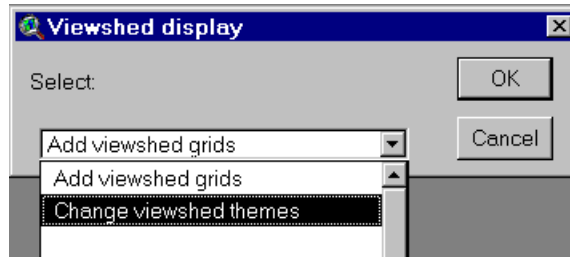 Viewshed display
Select:
OK
Add viewshed grids
Cancel
Add viewshed grids
Change viewshed themes